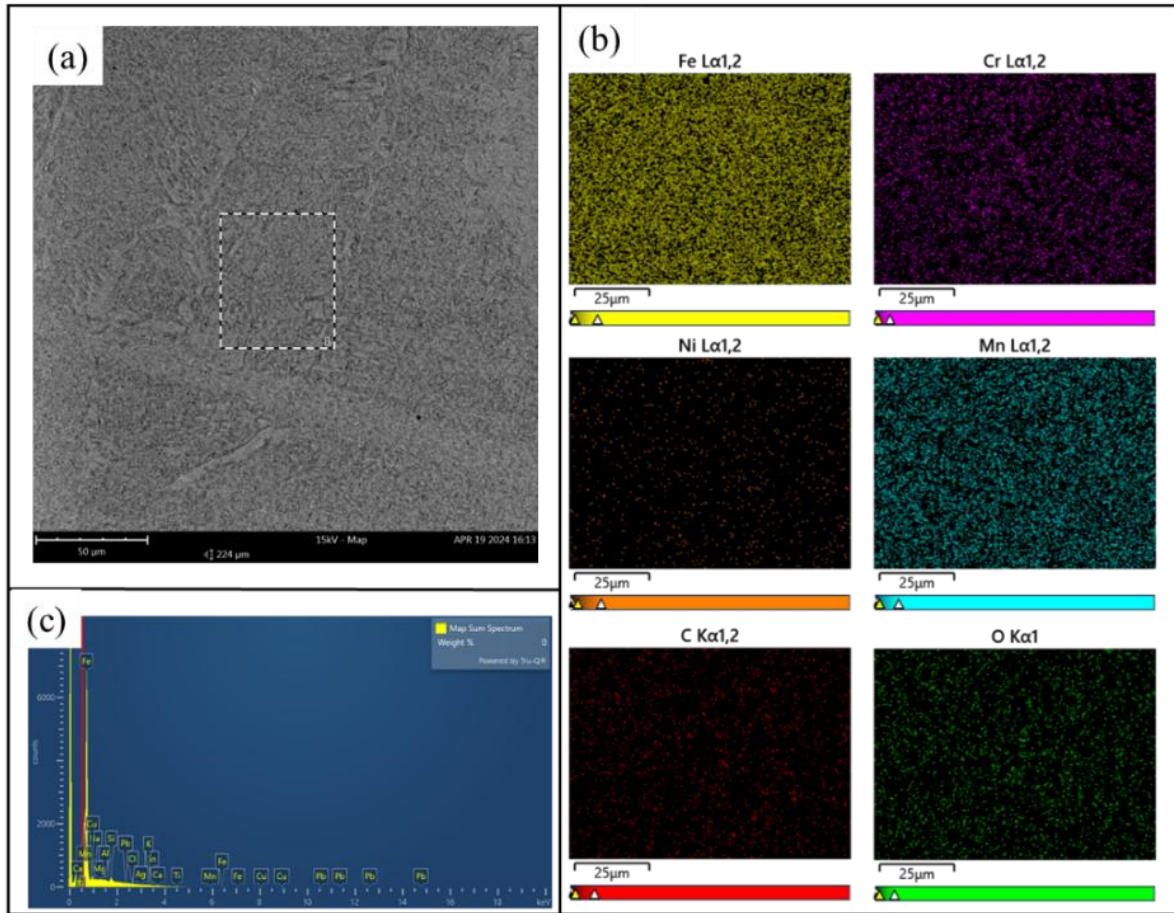 (a)
15kV - Map
APR 19 2024 16:13
50 µm
224 µm
(b)
Fe Lα1,2
Cr Lα1,2
25µm
25µm
Ni Lα1,2
Mn Lα1,2
25µm
25µm
C Kα1,2
O Kα1
25µm
25µm
(c)
Map Sum Spectrum
Weight %
0
Powered by Tru-Q®
Fe
6000
counts
2000
0
Cu
Si
Pb
K
Mn
Al
Cl
Mg
Ag
Ca
Ti
Mn
Fe
Fe
Cu
Cu
Pb
Pb
Pb
Pb
0
2
4
6
8
10
12
14
16
18
keV